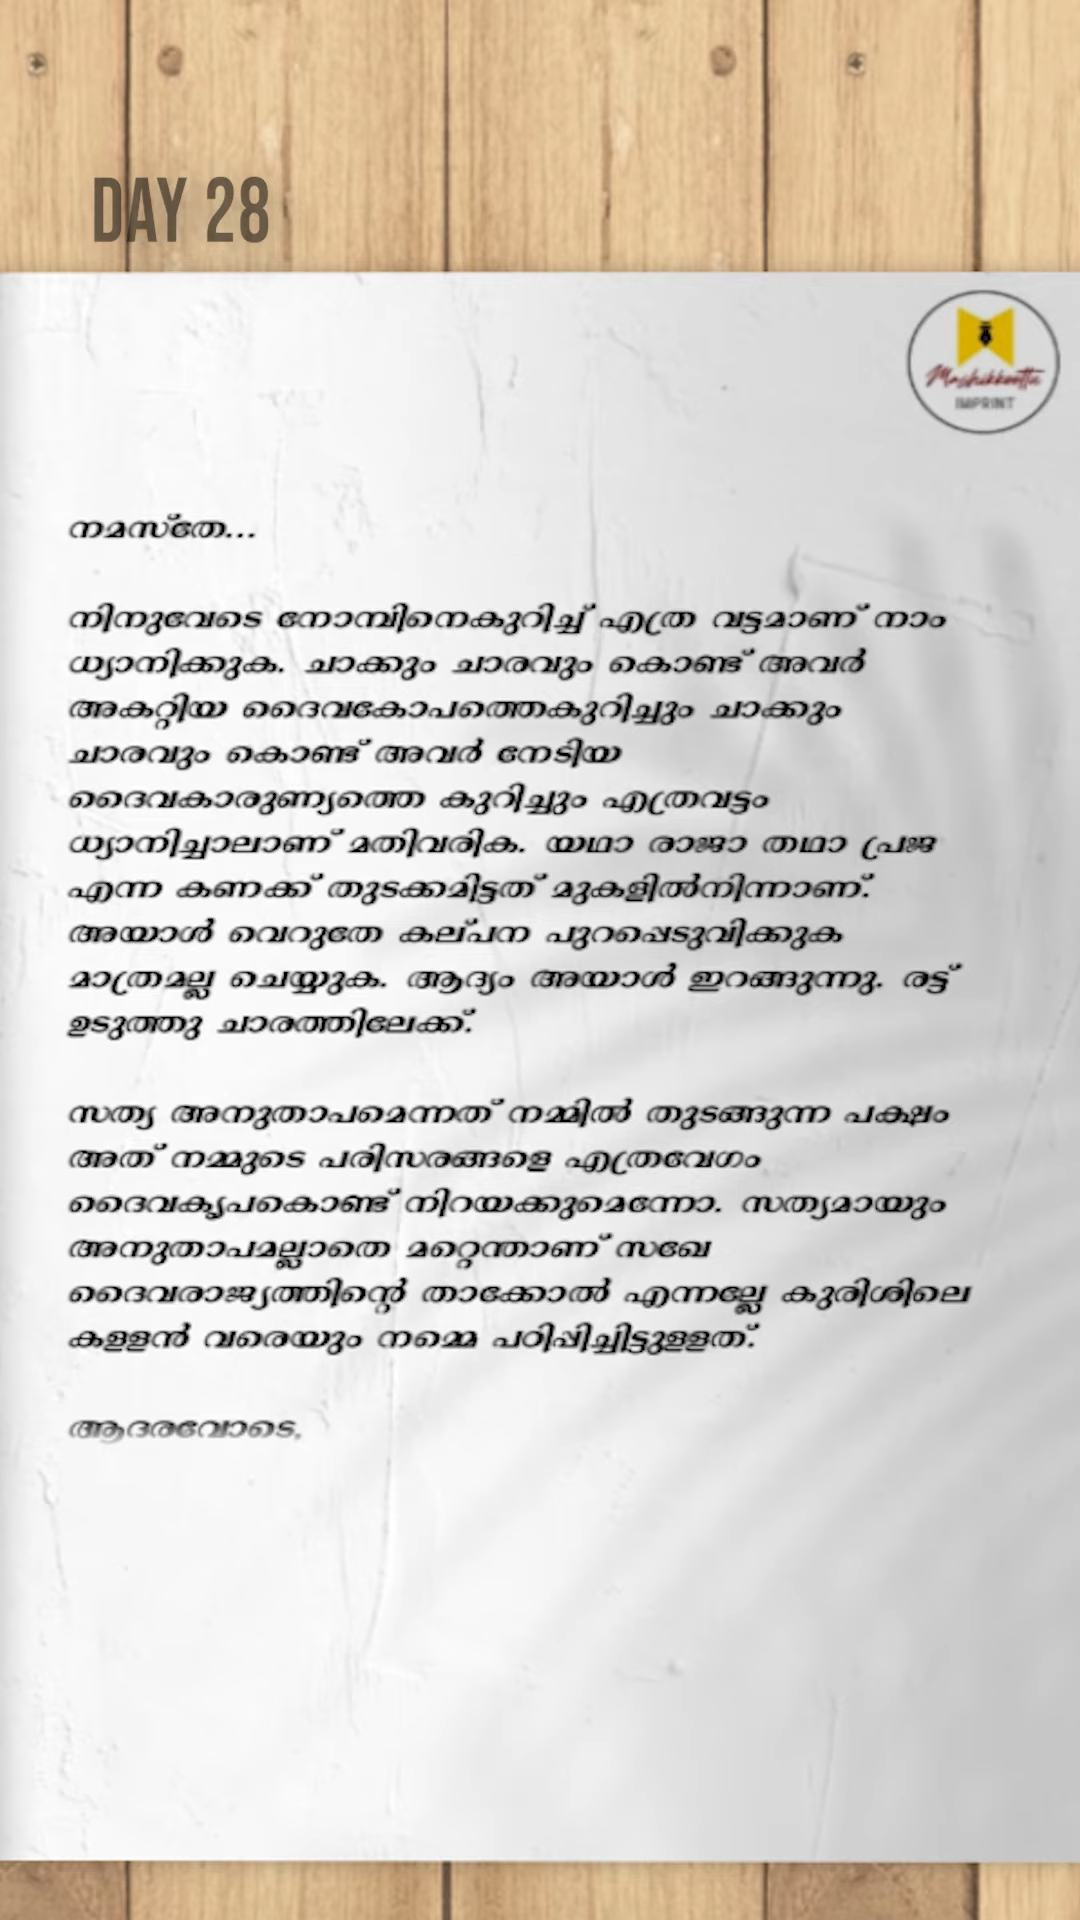 DAY 28
Mashikkoottu
IMPRINT
നമസ്തേ...
നിനുവേടെ നോമ്പിനെകുറിച്ച് എത്ര വട്ടമാണ് നാം
ധ്യാനിക്കുക. ചാക്കും ചാരവും കൊണ്ട് അവർ
അകറ്റിയ ദൈവകോപത്തെകുറിച്ചും ചാക്കും
ചാരവും കൊണ്ട് അവർ നേടിയ
ദൈവകാരുണ്യത്തെ കുറിച്ചും എത്രവട്ടം
ധ്യാനിച്ചാലാണ് മതിവരിക. യഥാ രാജാ തഥാ പ്രജ
എന്ന കണക്ക് തുടക്കമിട്ടത് മുകളിൽനിന്നാണ്.
അയാൾ വെറുതേ കല്പന പുറപ്പെടുവിക്കുക
മാത്രമല്ല ചെയ്യുക. ആദ്യം അയാൾ ഇറങ്ങുന്നു. രട്ട്
ഉടുത്തു ചാരത്തിലേക്ക്.
സത്യ അനുതാപമെന്നത് നമ്മിൽ തുടങ്ങുന്ന പക്ഷം
അത് നമ്മുടെ പരിസരങ്ങളെ എത്രവേഗം
ദൈവകൃപകൊണ്ട് നിറയക്കുമെന്നോ. സത്യമായും
അനുതാപമല്ലാതെ മറ്റെന്താണ് സഖേ
ദൈവരാജ്യത്തിന്റെ താക്കോൽ എന്നല്ലേ കുരിശിലെ
കളളൻ വരെയും നമ്മെ പഠിപ്പിച്ചിട്ടുളളത്.
ആദരവോടെ,